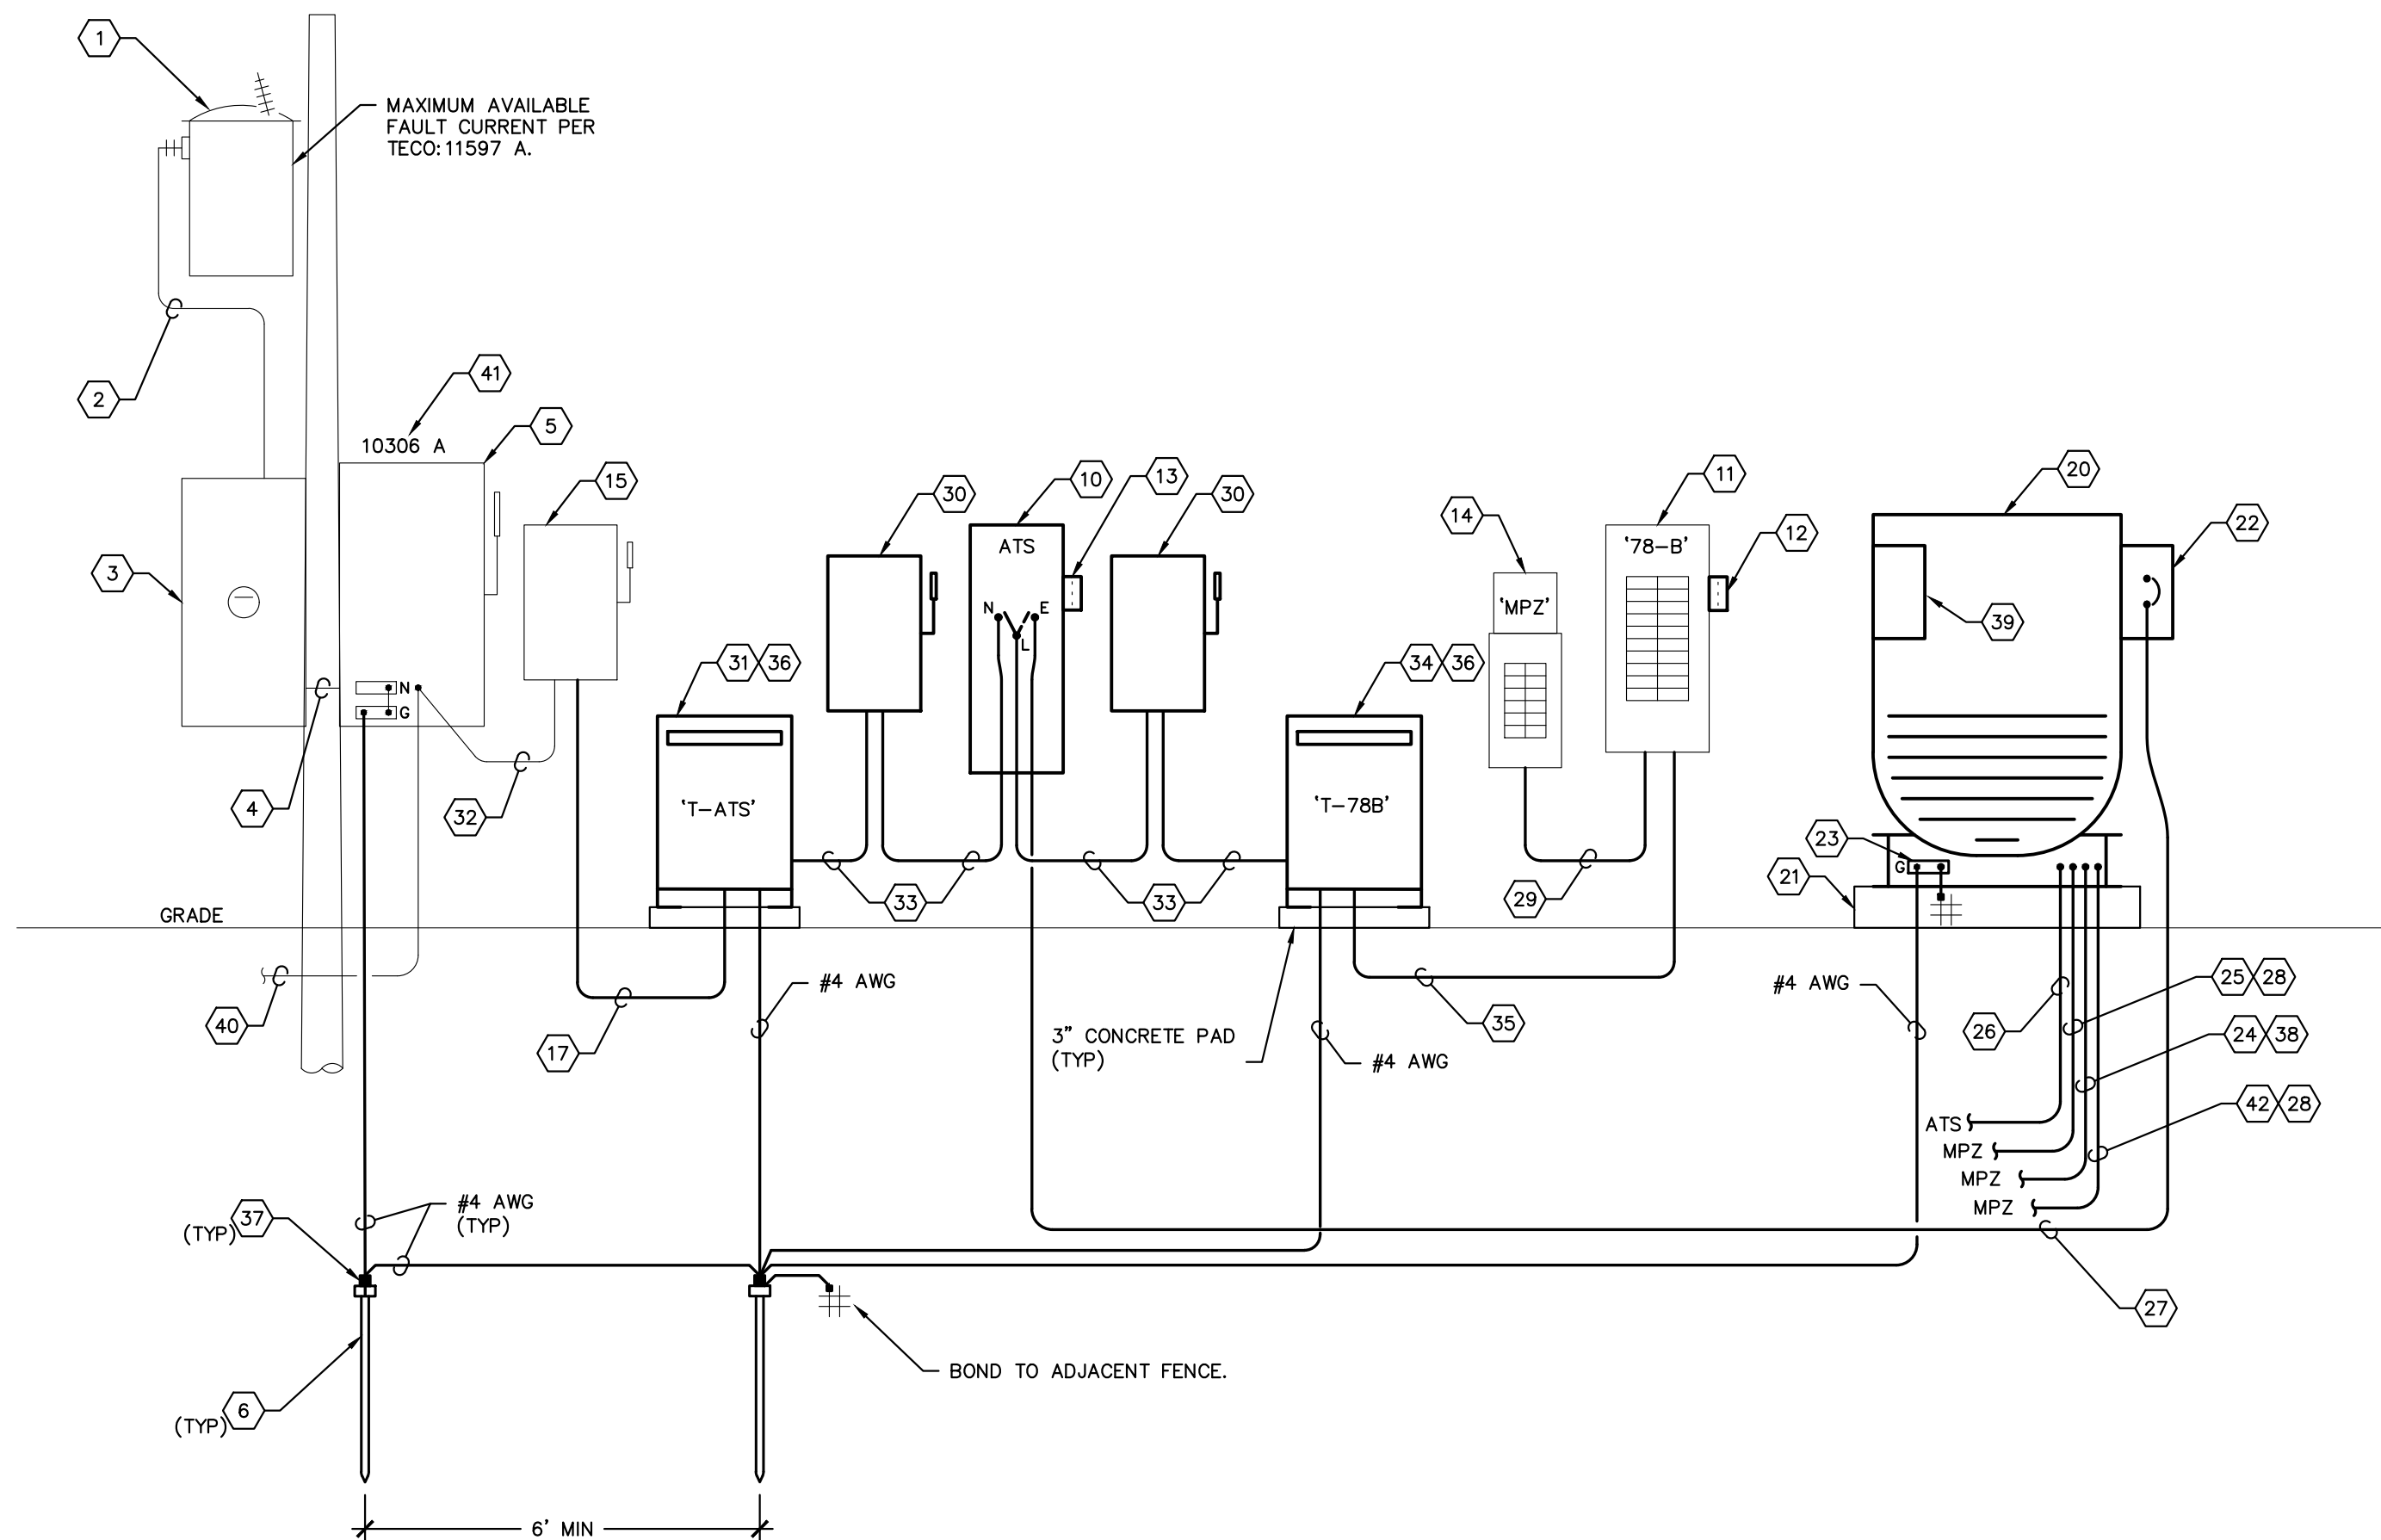 1
MAXIMUM AVAILABLE
FAULT CURRENT PER
TECO:11597 A.
2
41
10306 A
5
3
15
30
10
13
30
14
11
12
20
22
ATS
N
E
L
'MPZ'
'78-B'
39
31 36
34 36
N
G
4
32
'T-ATS'
'T-78B'
33
33
29
23
G
21
GRADE
40
17
#4 AWG
3" CONCRETE PAD
(TYP)
#4 AWG
35
#4 AWG
26
25 28
24 38
42 28
ATS
MPZ
MPZ
MPZ
(TYP) 37
#4 AWG
(TYP)
27
BOND TO ADJACENT FENCE.
(TYP) 6
6' MIN